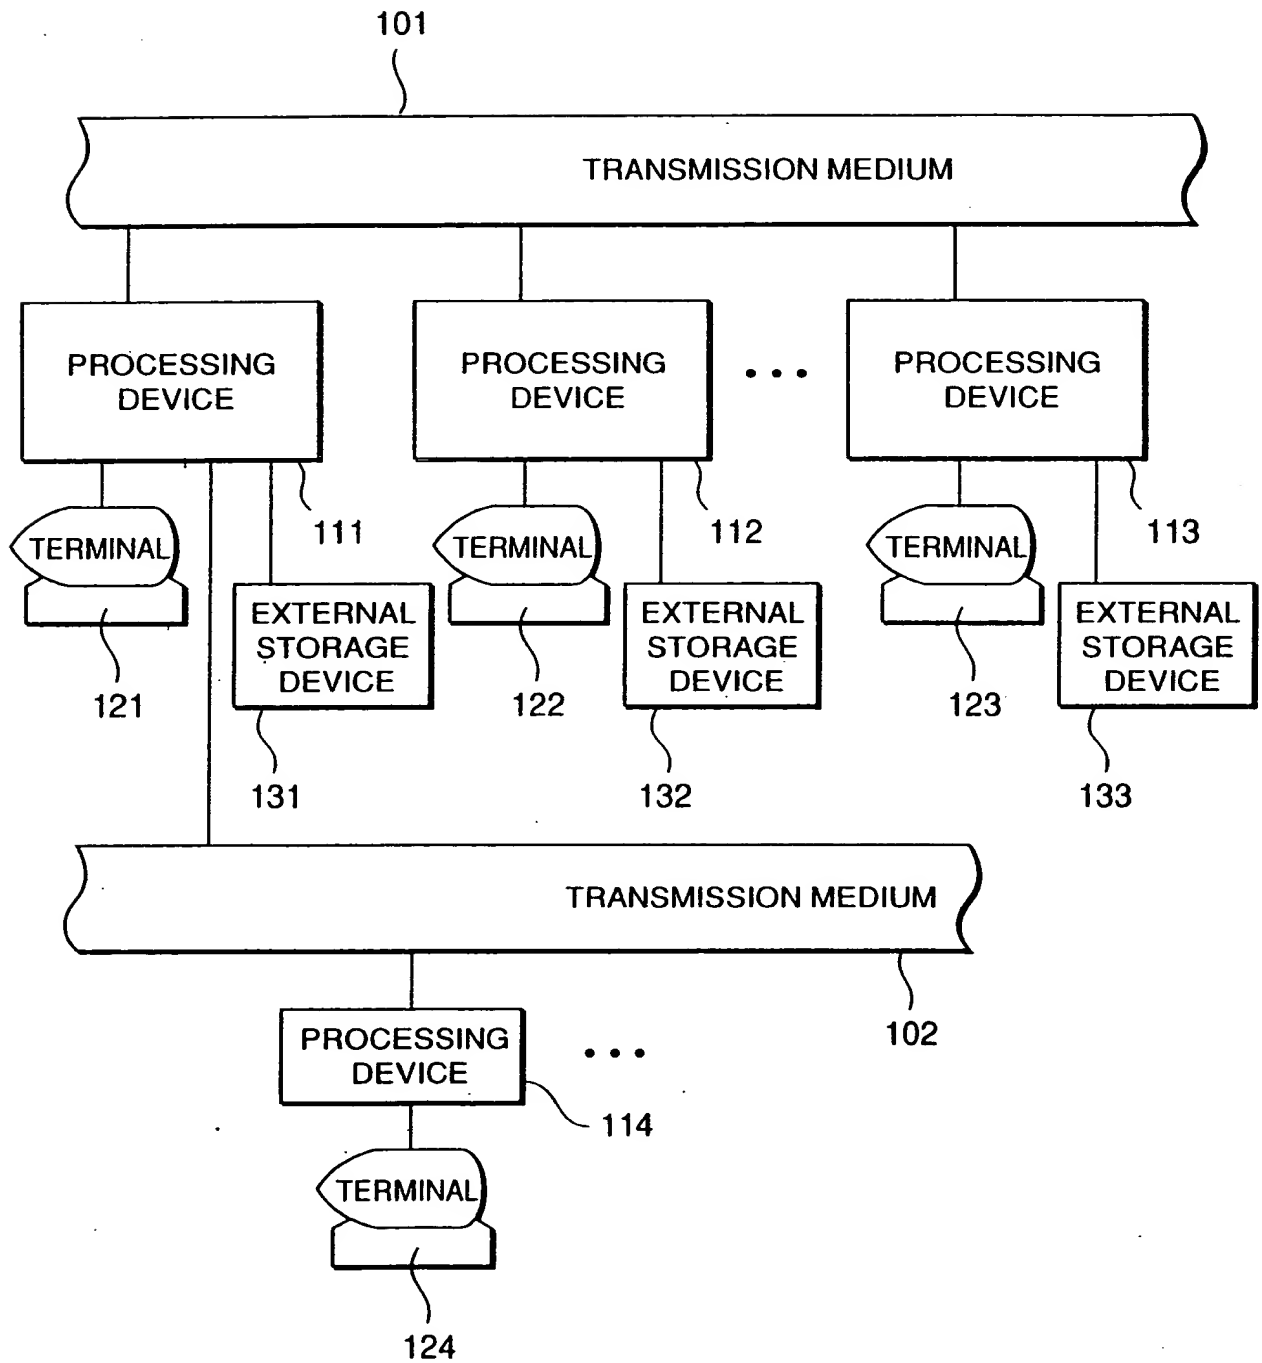 101
TRANSMISSION MEDIUM
PROCESSING
DEVICE
PROCESSING
DEVICE
• • •
PROCESSING
DEVICE
111
112
113
TERMINAL
TERMINAL
TERMINAL
EXTERNAL
STORAGE
DEVICE
EXTERNAL
STORAGE
DEVICE
EXTERNAL
STORAGE
DEVICE
121
122
123
131
132
133
TRANSMISSION MEDIUM
102
PROCESSING
DEVICE
• • •
114
TERMINAL
124